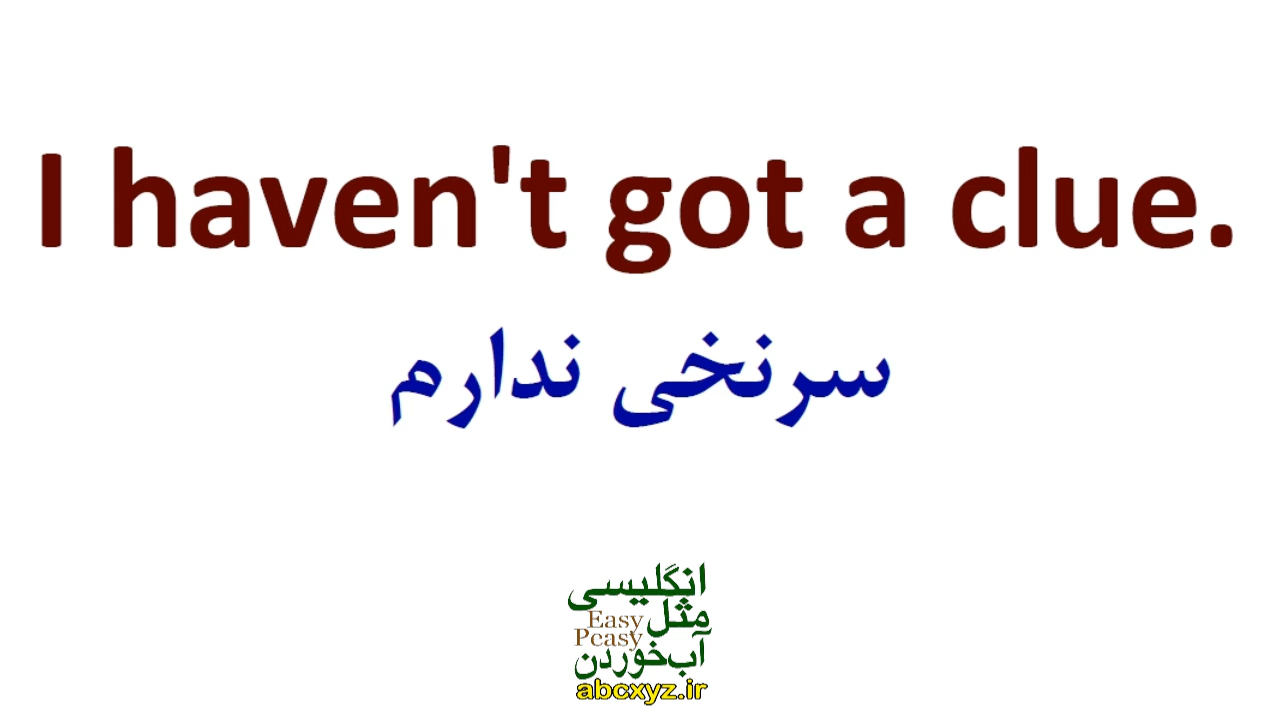 I haven't got a clue.
سرنخی ندارم
انگلیسی
مثل
Easy
Peasy
آب‌خوردن
abcxyz.ir